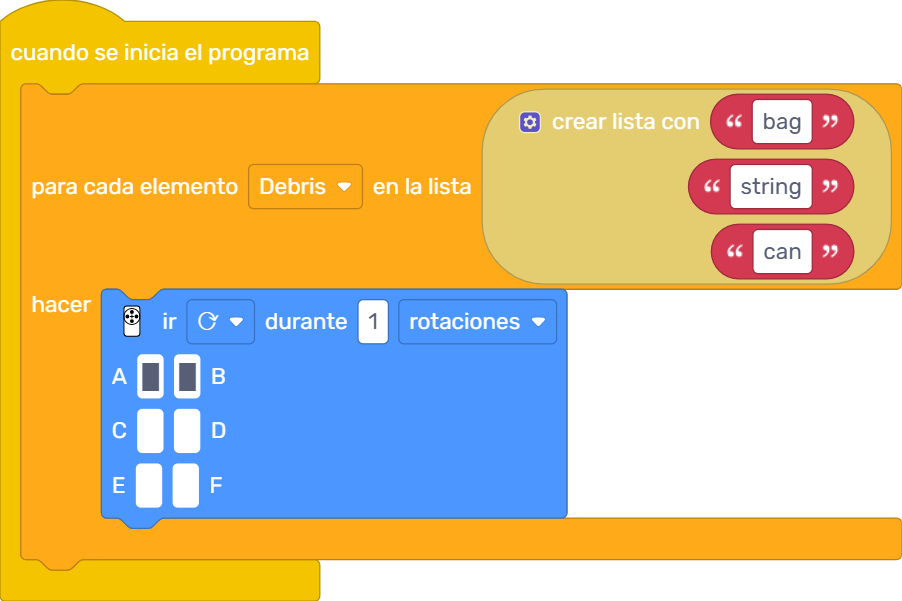 cuando se inicia el programa
crear lista con “ bag ”
para cada elemento Debris en la lista “ string ”
“ can ”
hacer
ir durante 1 rotaciones
A B
C D
E F